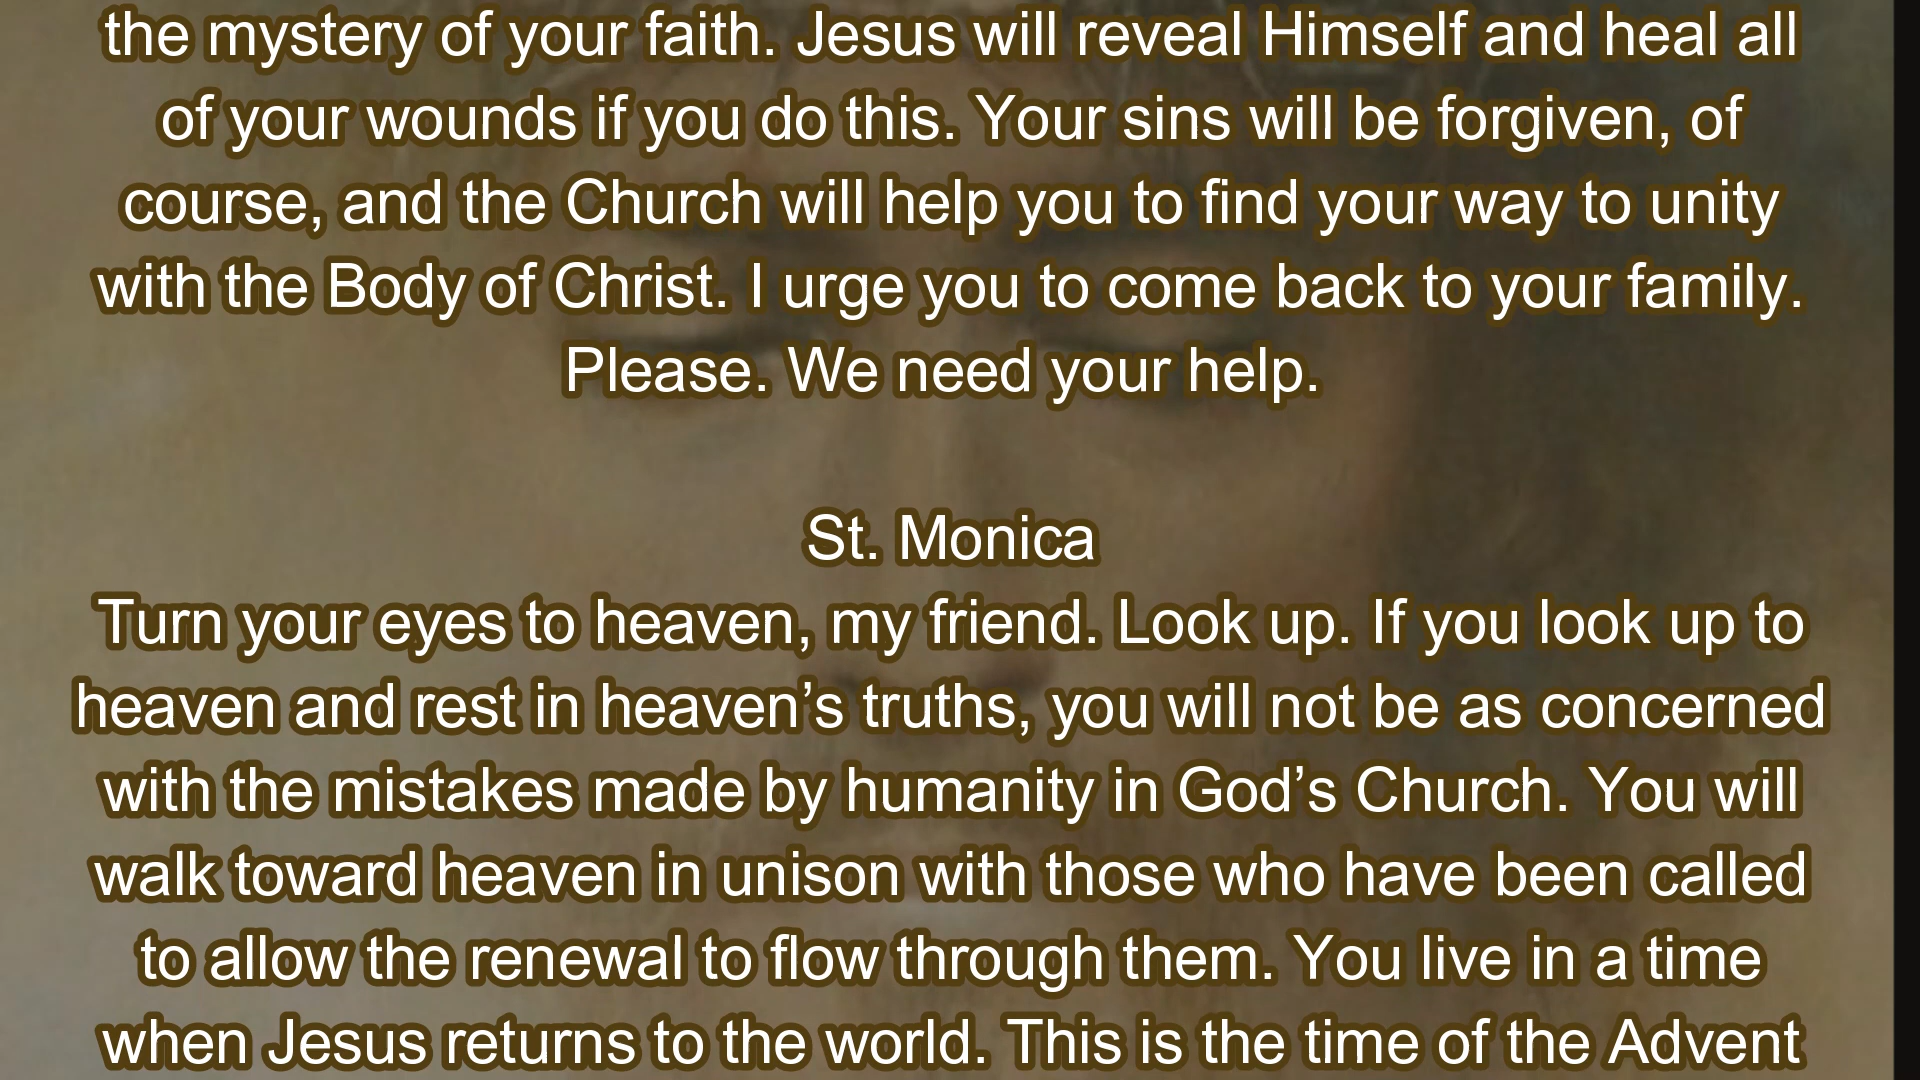 the mystery of your faith. Jesus will reveal Himself and heal all
of your wounds if you do this. Your sins will be forgiven, of
course, and the Church will help you to find your way to unity
with the Body of Christ. I urge you to come back to your family.
Please. We need your help.
St. Monica
Turn your eyes to heaven, my friend. Look up. If you look up to
heaven and rest in heaven’s truths, you will not be as concerned
with the mistakes made by humanity in God’s Church. You will
walk toward heaven in unison with those who have been called
to allow the renewal to flow through them. You live in a time
when Jesus returns to the world. This is the time of the Advent